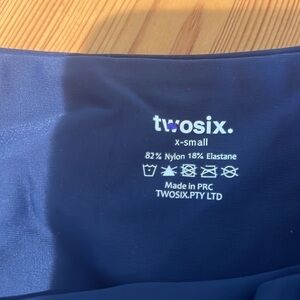 twosix.
x-small
82% Nylon 18% Elastane
Made in PRC
TWOSIX.PTY LTD